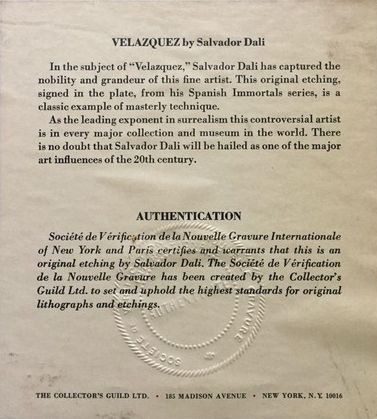 VELAZQUEZ by Salvador Dali
In the subject of "Velazquez," Salvador Dali has captured the
nobility and grandeur of this fine artist. This original etching,
signed in the plate, from his Spanish Immortals series, is a
classic example of masterly technique.
As the leading exponent in surrealism this controversial artist
is in every major collection and museum in the world. There
is no doubt that Salvador Dali will be hailed as one of the major
art influences of the 20th century.
AUTHENTICATION
Société de Vérification de la Nouvelle Gravure Internationale
of New York and Paris certifies and warrants that this is an
original etching by Salvador Dali. The Société de Vérification
de la Nouvelle Gravure has been created by the Collector's
Guild Ltd. to set and uphold the highest standards for original
lithographs and etchings.
THE COLLECTOR'S GUILD LTD. • 185 MADISON AVENUE • NEW YORK, N.Y. 10016